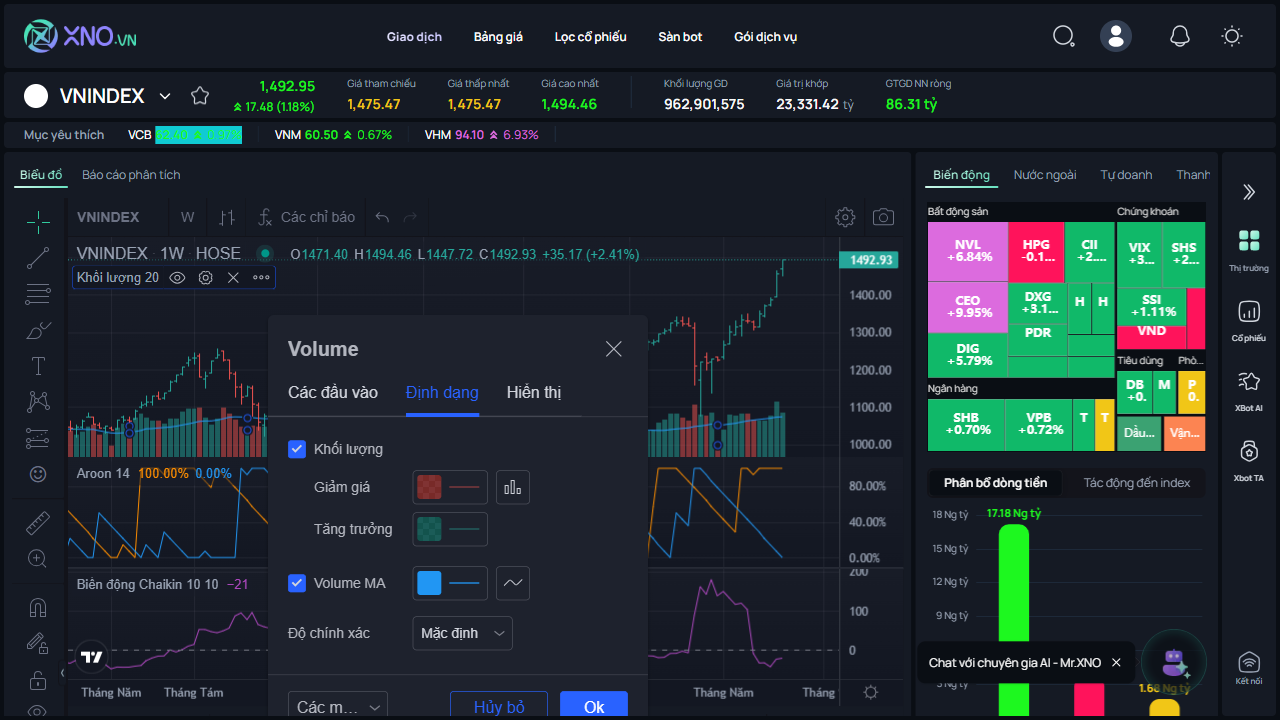 XNO.VN
Giao dịch
Bảng giá
Lọc cổ phiếu
Sàn bot
Gói dịch vụ
VNINDEX
1,492.95
17.48 (1.18%)
Giá tham chiếu
1,475.47
Giá thấp nhất
1,475.47
Giá cao nhất
1,494.46
Khối lượng GD
962,901,575
Giá trị khớp
23,331.42 tỷ
GTGD NN ròng
86.31 tỷ
Mục yêu thích
VCB 62.40 0.97%
VNM 60.50 0.67%
VHM 94.10 6.93%
Biểu đồ
Báo cáo phân tích
VNINDEX
W
Các chỉ báo
VNINDEX · 1W · HOSE
O1471.40 H1494.46 L1447.72 C1492.93 +35.17 (+2.41%)
Khối lượng 20
1492.93
1400.00
1300.00
1200.00
1100.00
1000.00
Aroon 14 100.00% 0.00%
80.00%
40.00%
0.00%
Biên động Chaikin 10 10 −21
200
100
0
Tháng Năm
Tháng Tám
Tháng Năm
Tháng
Volume
Các đầu vào
Định dạng
Hiển thị
Khối lượng
Giảm giá
Tăng trưởng
Volume MA
Độ chính xác
Mặc định
Các m...
Hủy bỏ
Ok
Biến động
Nước ngoài
Tự doanh
Thanh
Bất động sản
NVL
+6.84%
HPG
-0.1...
CII
+2....
CEO
+9.95%
DXG
+3.1...
H
H
PDR
DIG
+5.79%
Chứng khoán
VIX
+3...
SHS
+2...
SSI
+1.11%
VND
Ngân hàng
SHB
+0.70%
VPB
+0.72%
T
T
Tiêu dùng
DB
+0.
M
Phò...
P
0.
Dầu...
Vận...
Phân bổ dòng tiền
Tác động đến index
18 Ng tỷ
15 Ng tỷ
12 Ng tỷ
9 Ng tỷ
3 Ng tỷ
17.18 Ng tỷ
1.68 Ng tỷ
Chat với chuyên gia AI - Mr.XNO
Thị trường
Cổ phiếu
XBot AI
Xbot TA
Kết nối